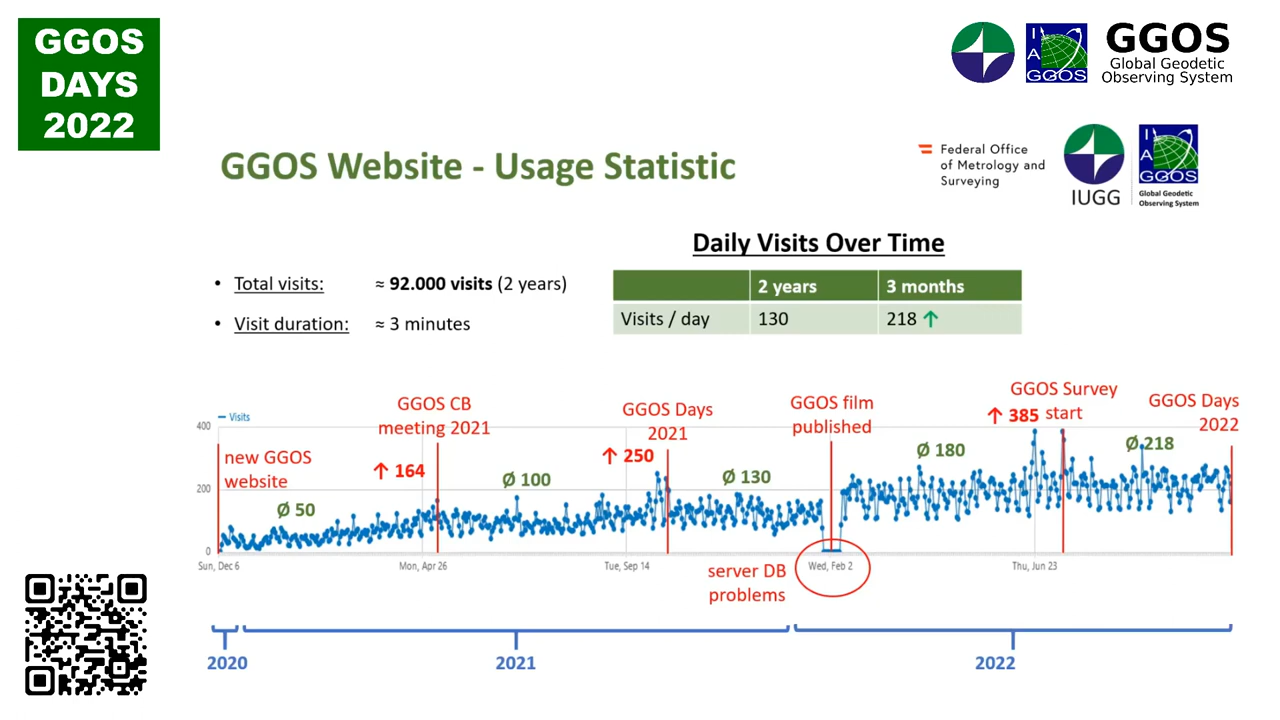 GGOS
DAYS
2022
GGOS
Global Geodetic
Observing System
I
A
GGOS
GGOS Website - Usage Statistic
Federal Office
of Metrology and
Surveying
IUGG
I
A
GGOS
Global Geodetic
Observing System
Daily Visits Over Time
• Total visits: ≈ 92.000 visits (2 years)
• Visit duration: ≈ 3 minutes
2 years 3 months
Visits / day 130 218 ↑
Visits
400
200
0
new GGOS
website
Ø 50
GGOS CB
meeting 2021
↑ 164
Ø 100
GGOS Days
2021
↑ 250
Ø 130
GGOS film
published
Ø 180
GGOS Survey
start
↑ 385
GGOS Days
2022
Ø 218
Sun, Dec 6
Mon, Apr 26
Tue, Sep 14
Wed, Feb 2
Thu, Jun 23
server DB
problems
2020
2021
2022